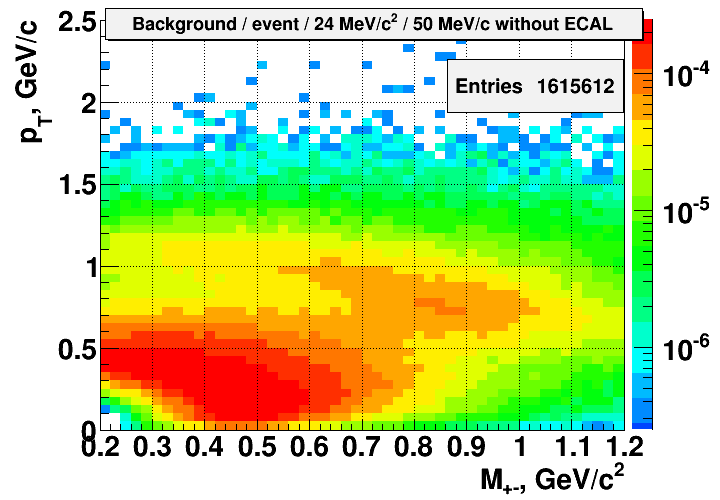 Background / event / 24 MeV/c² / 50 MeV/c without ECAL
Entries 1615612
p_T, GeV/c
2.5
2
1.5
1
0.5
0
0.2 0.3 0.4 0.5 0.6 0.7 0.8 0.9 1 1.1 1.2
M_+-, GeV/c²
10⁻⁴
10⁻⁵
10⁻⁶